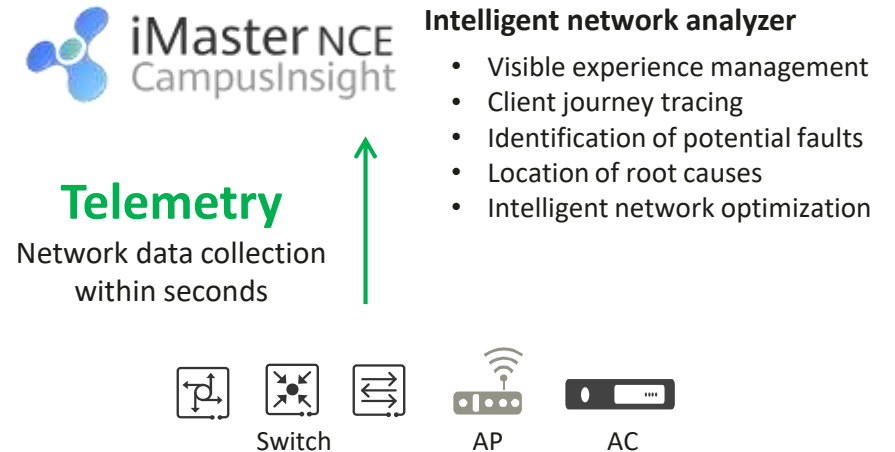 iMaster NCE
CampusInsight
Intelligent network analyzer
• Visible experience management
• Client journey tracing
• Identification of potential faults
• Location of root causes
• Intelligent network optimization
Telemetry
Network data collection
within seconds
Switch
AP
AC